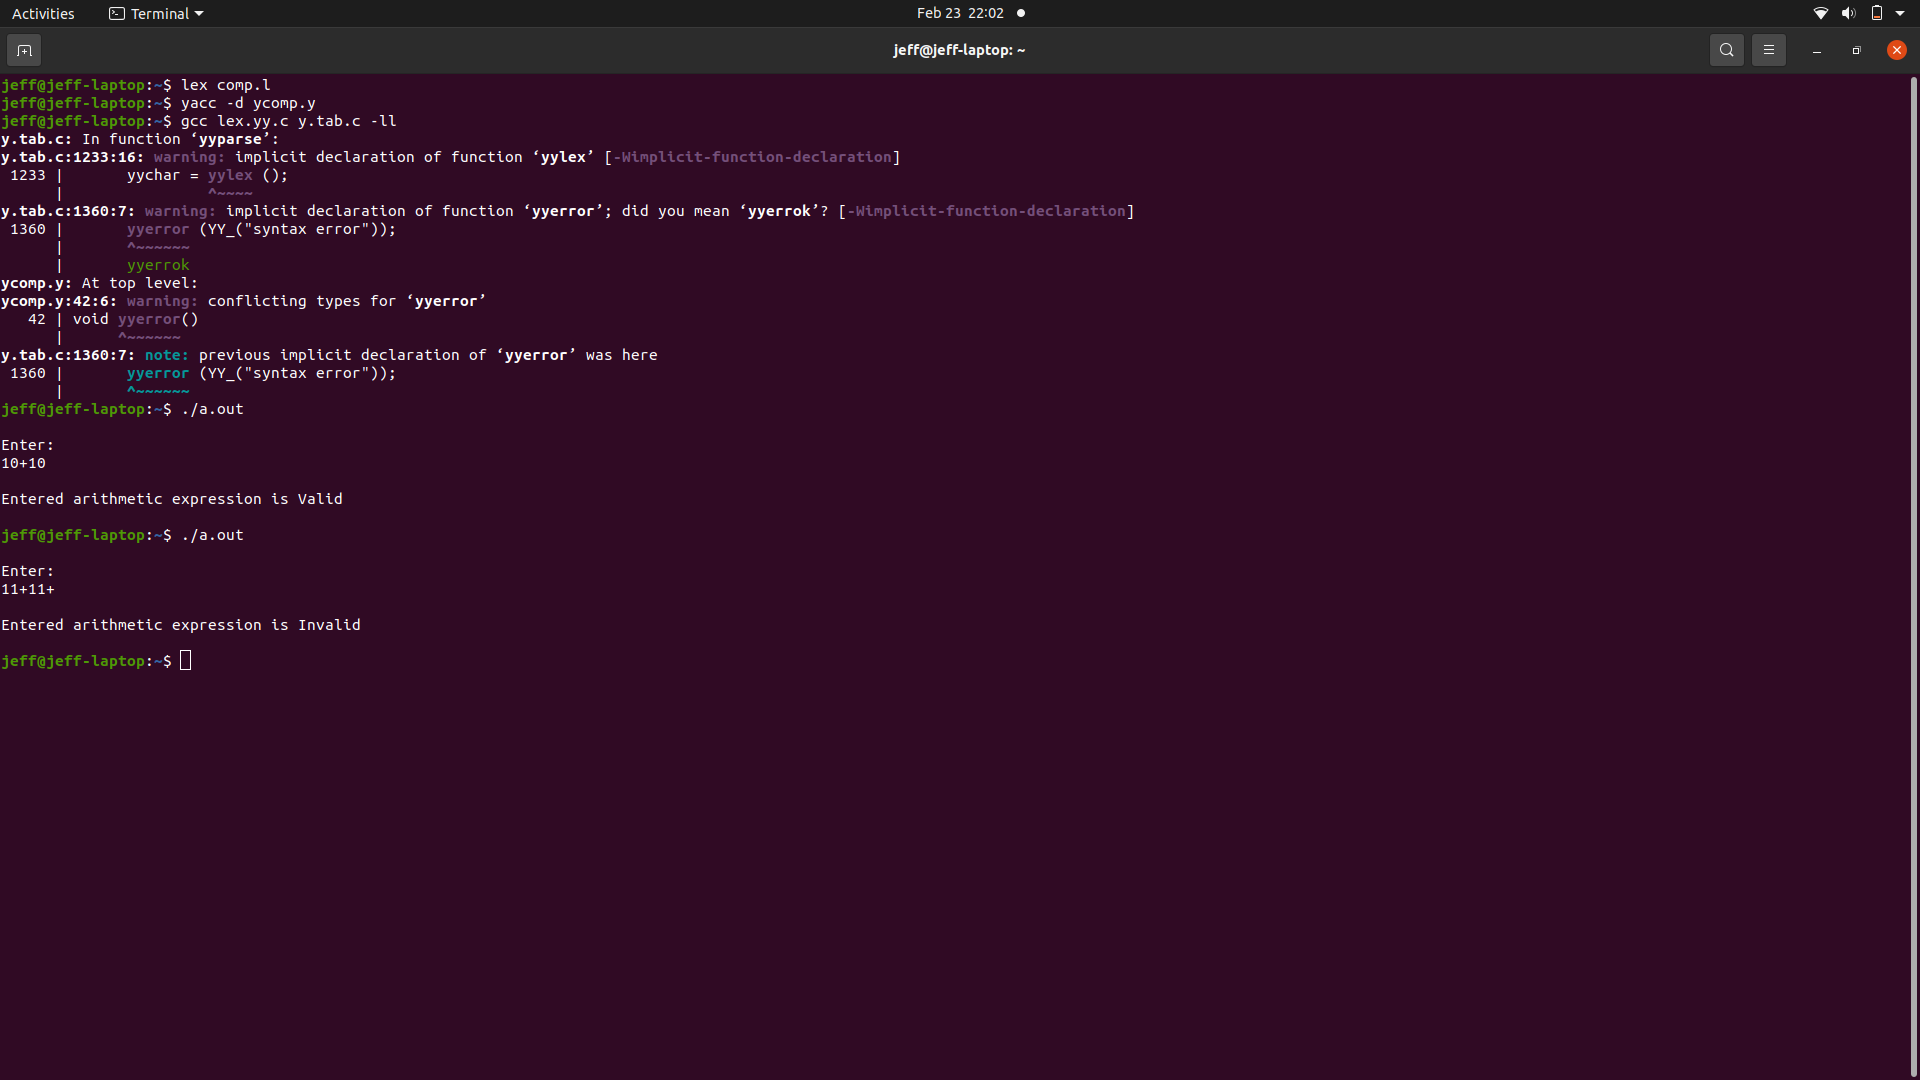 Activities Terminal Feb 23 22:02
jeff@jeff-laptop: ~
jeff@jeff-laptop:~$ lex comp.l
jeff@jeff-laptop:~$ yacc -d ycomp.y
jeff@jeff-laptop:~$ gcc lex.yy.c y.tab.c -ll
y.tab.c: In function ‘yyparse’:
y.tab.c:1233:16: warning: implicit declaration of function ‘yylex’ [-Wimplicit-function-declaration]
 1233 |       yychar = yylex ();
      |                ^~~~~
y.tab.c:1360:7: warning: implicit declaration of function ‘yyerror’; did you mean ‘yyerrok’? [-Wimplicit-function-declaration]
 1360 |       yyerror (YY_("syntax error"));
      |       ^~~~~~~
      |       yyerrok
ycomp.y: At top level:
ycomp.y:42:6: warning: conflicting types for ‘yyerror’
   42 | void yyerror()
      |      ^~~~~~~
y.tab.c:1360:7: note: previous implicit declaration of ‘yyerror’ was here
 1360 |       yyerror (YY_("syntax error"));
      |       ^~~~~~~
jeff@jeff-laptop:~$ ./a.out
Enter:
10+10
Entered arithmetic expression is Valid
jeff@jeff-laptop:~$ ./a.out
Enter:
11+11+
Entered arithmetic expression is Invalid
jeff@jeff-laptop:~$